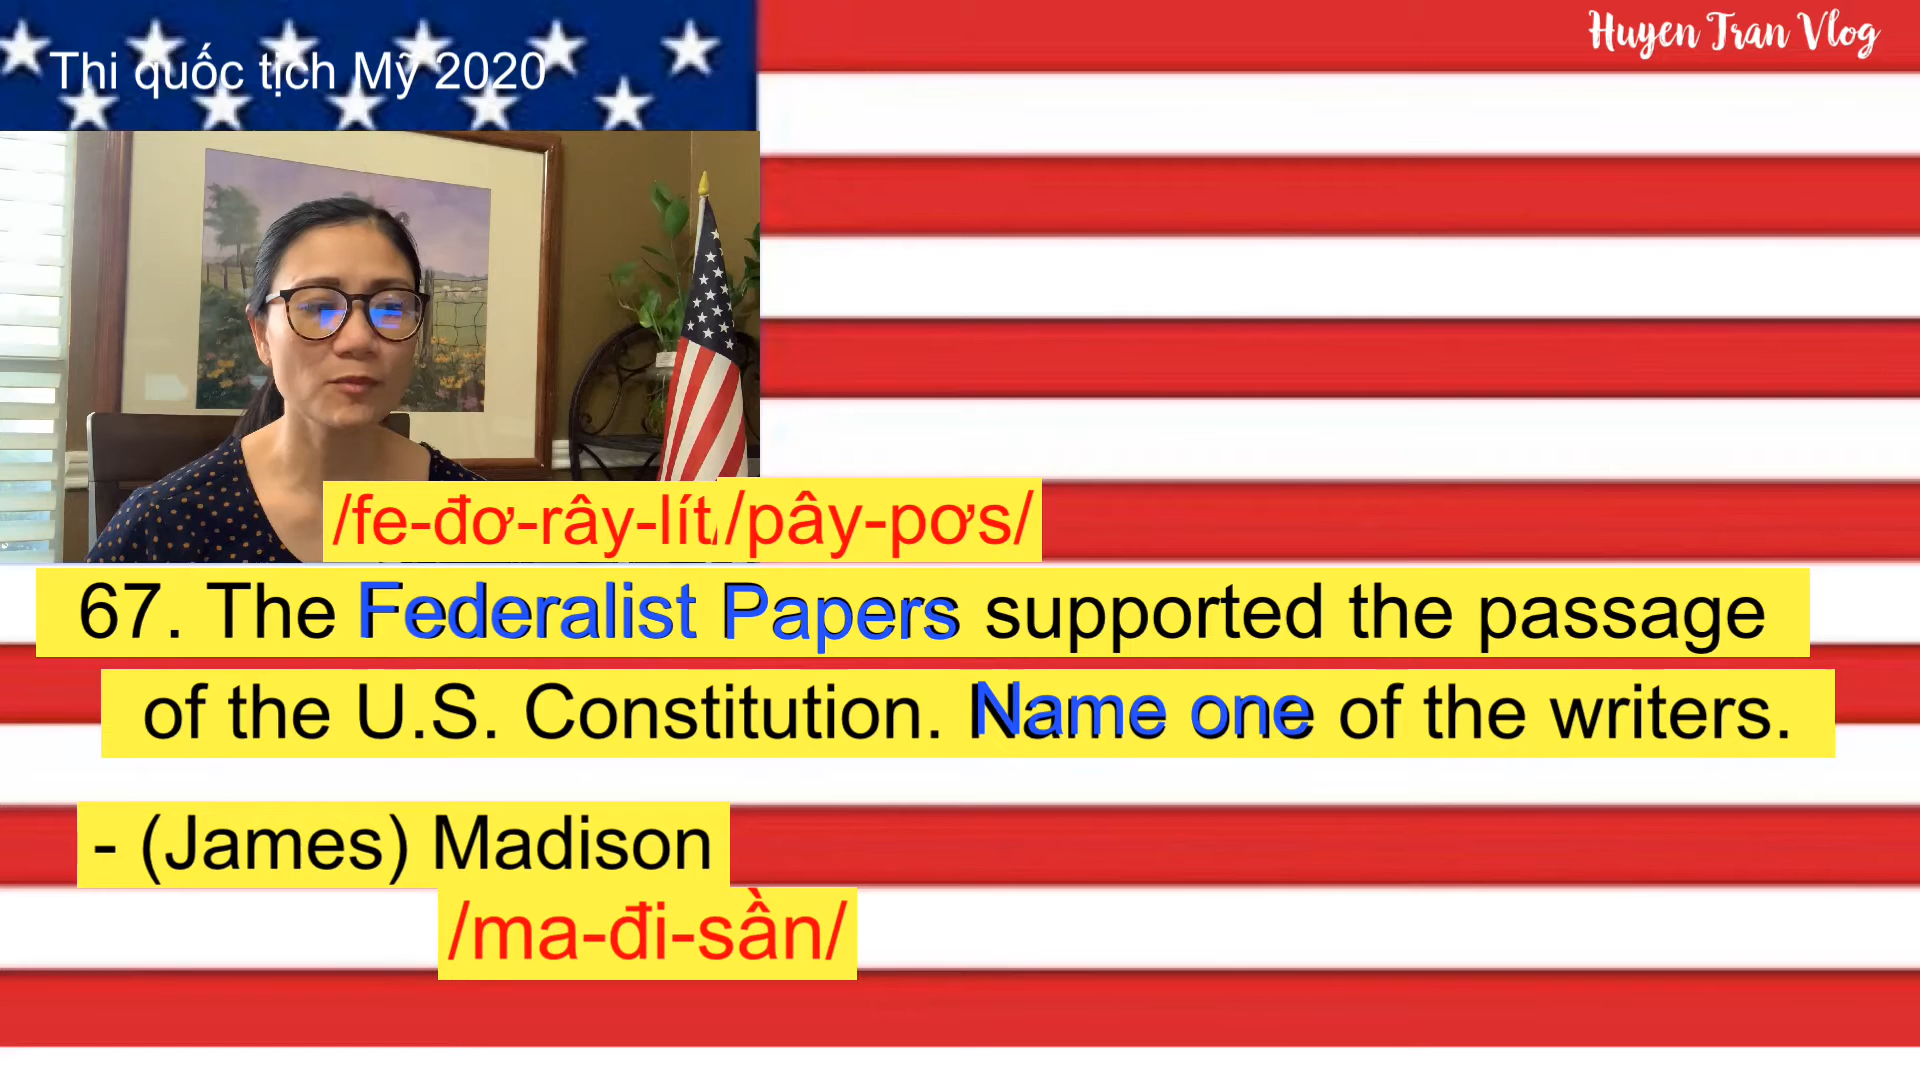 Huyen Tran Vlog
Thi quốc tịch Mỹ 2020
/fe-đơ-rây-lít/ /pây-pơs/
67. The Federalist Papers supported the passage
of the U.S. Constitution. Name one of the writers.
- (James) Madison
/ma-đi-sần/